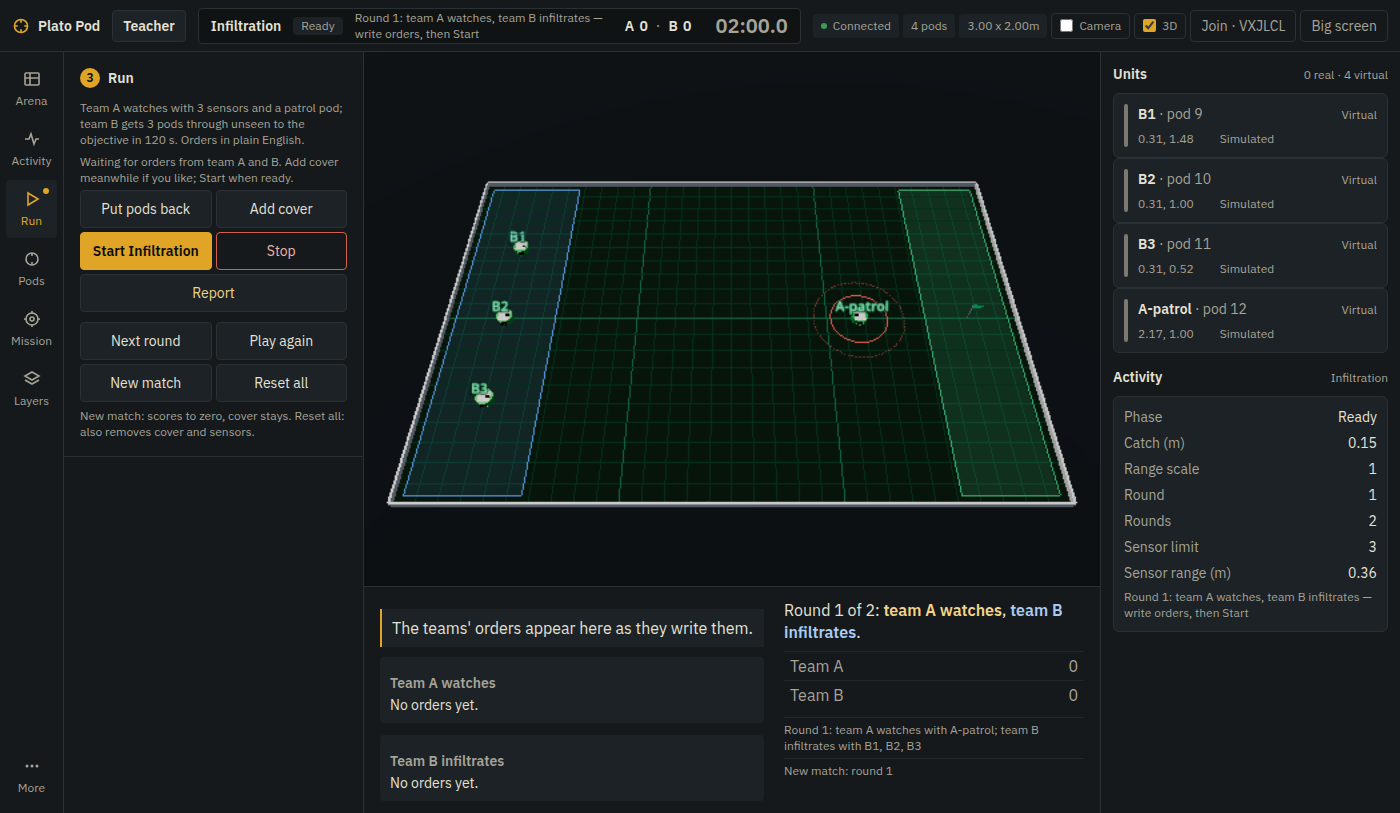 Plato Pod
Teacher
Infiltration
Ready
Round 1: team A watches, team B infiltrates —
write orders, then Start
A 0 · B 0
02:00.0
Connected
4 pods
3.00 x 2.00m
Camera
3D
Join · VXJLCL
Big screen
Arena
Activity
Run
Pods
Mission
Layers
More
3 Run
Team A watches with 3 sensors and a patrol pod;
team B gets 3 pods through unseen to the
objective in 120 s. Orders in plain English.
Waiting for orders from team A and B. Add cover
meanwhile if you like; Start when ready.
Put pods back
Add cover
Start Infiltration
Stop
Report
Next round
Play again
New match
Reset all
New match: scores to zero, cover stays. Reset all:
also removes cover and sensors.
B1
B2
A-patrol
B3
The teams' orders appear here as they write them.
Team A watches
No orders yet.
Team B infiltrates
No orders yet.
Round 1 of 2: team A watches, team B
infiltrates.
Team A 0
Team B 0
Round 1: team A watches with A-patrol; team B
infiltrates with B1, B2, B3
New match: round 1
Units
0 real · 4 virtual
B1 · pod 9
Virtual
0.31, 1.48 Simulated
B2 · pod 10
Virtual
0.31, 1.00 Simulated
B3 · pod 11
Virtual
0.31, 0.52 Simulated
A-patrol · pod 12
Virtual
2.17, 1.00 Simulated
Activity
Infiltration
Phase Ready
Catch (m) 0.15
Range scale 1
Round 1
Rounds 2
Sensor limit 3
Sensor range (m) 0.36
Round 1: team A watches, team B infiltrates —
write orders, then Start